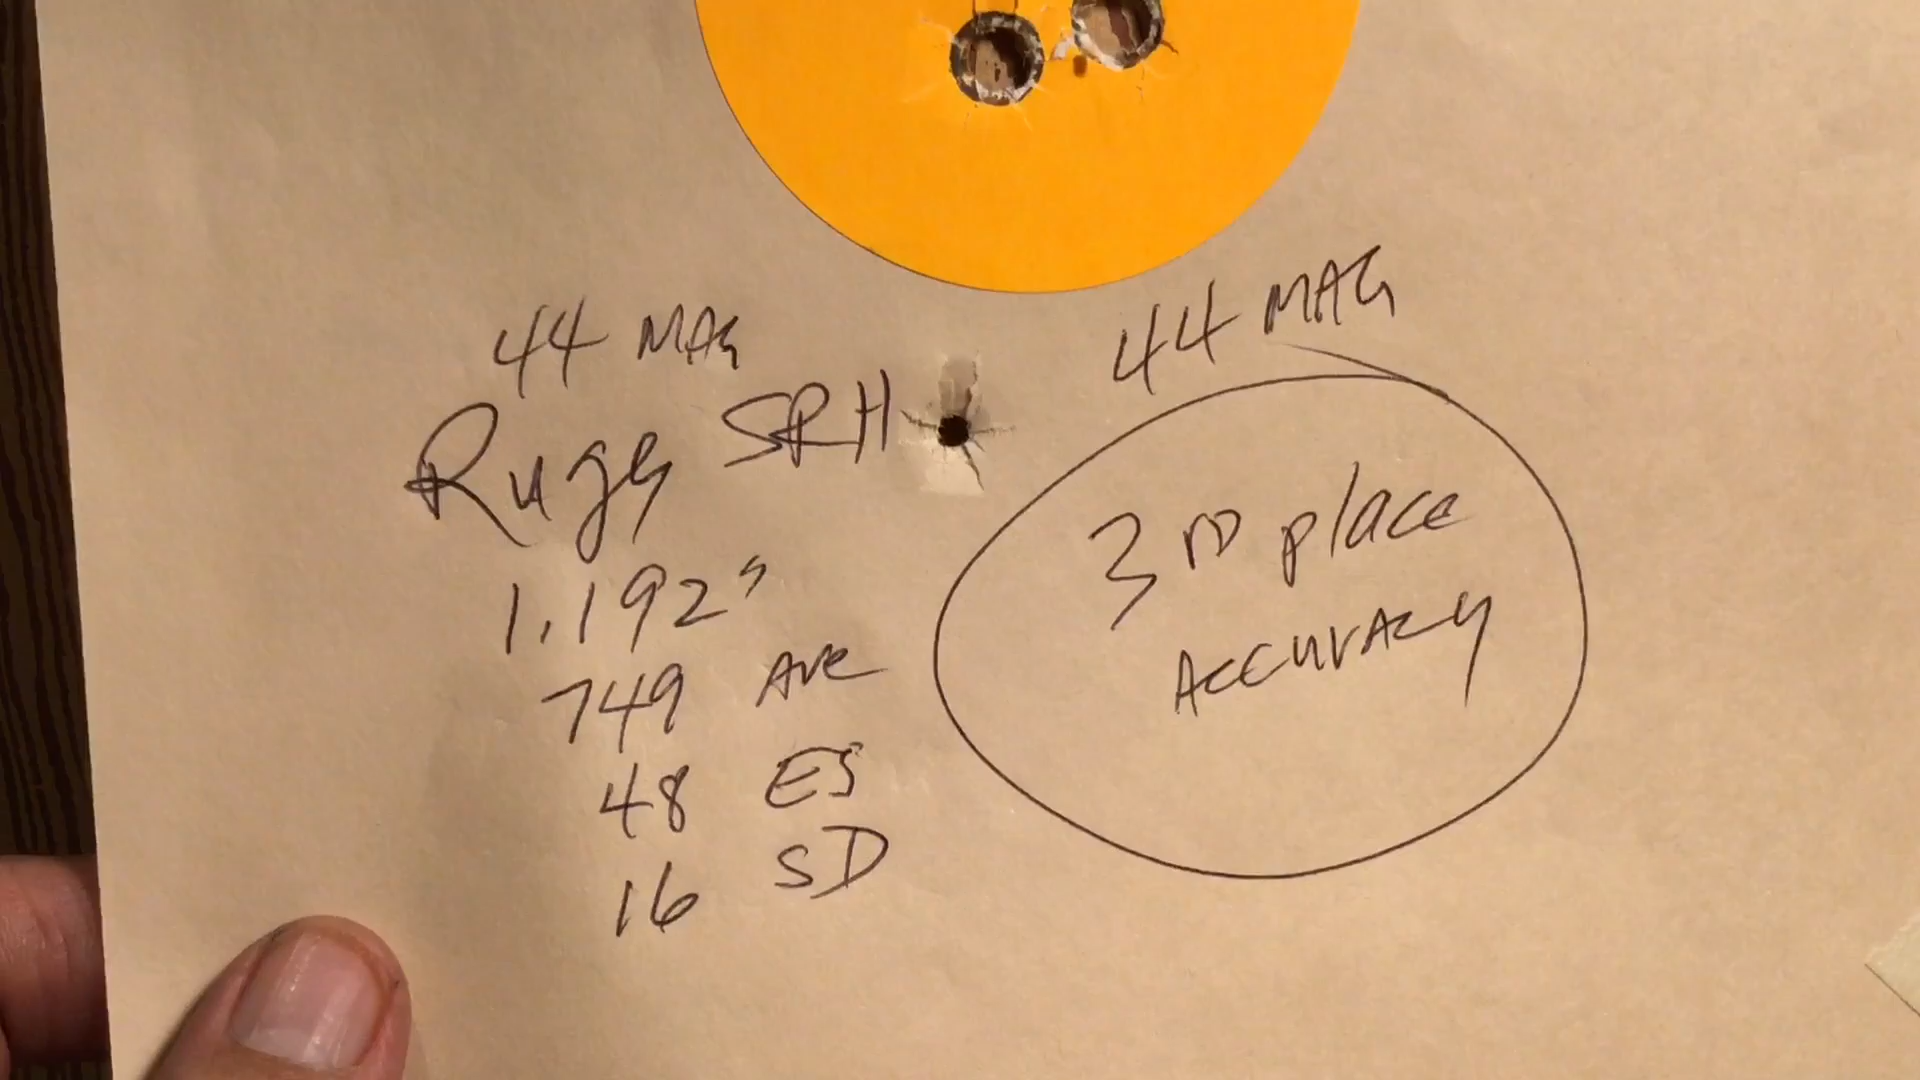 44 MAG
Ruger SRH
1.192"
749 AVE
48 ES
16 SD
44 MAG
3RD place
ACCURACY